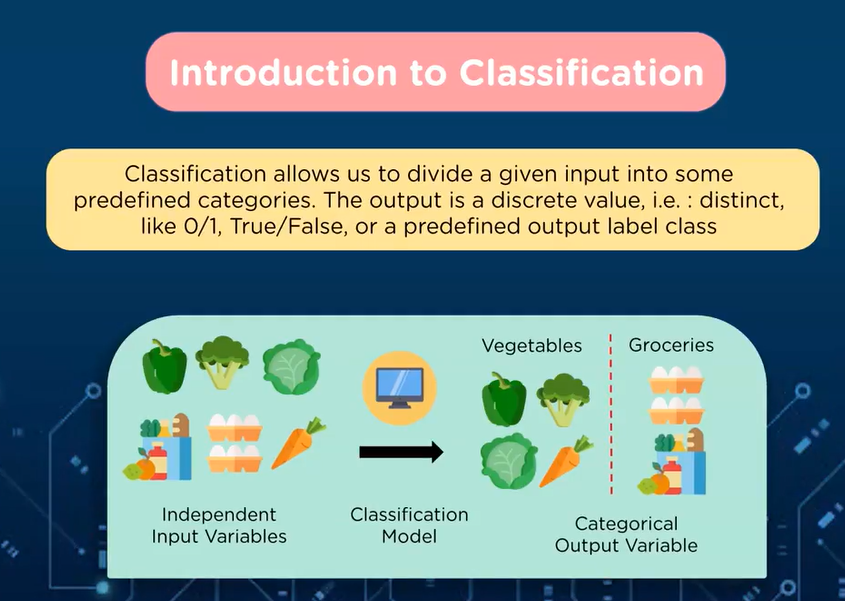 Introduction to Classification
Classification allows us to divide a given input into some
predefined categories. The output is a discrete value, i.e. : distinct,
like 0/1, True/False, or a predefined output label class
Vegetables
Groceries
Independent
Input Variables
Classification
Model
Categorical
Output Variable